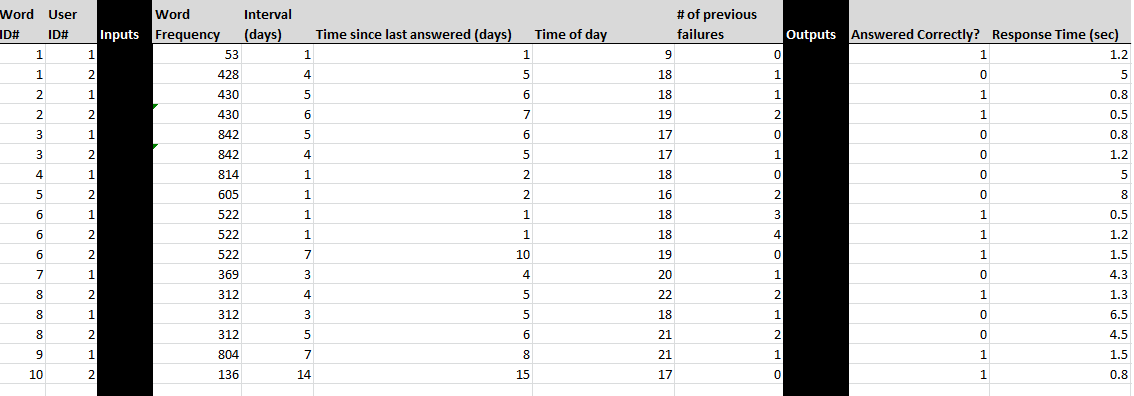 Word User Word Interval # of previous
ID# ID# Inputs Frequency (days) Time since last answered (days) Time of day failures Outputs Answered Correctly? Response Time (sec)
1 1 53 1 1 9 0 1 1.2
1 2 428 4 5 18 1 0 5
2 1 430 5 6 18 1 1 0.8
2 2 430 6 7 19 2 1 0.5
3 1 842 5 6 17 0 0 0.8
3 2 842 4 5 17 1 0 1.2
4 1 814 1 2 18 0 0 5
5 2 605 1 2 16 2 0 8
6 1 522 1 1 18 3 1 0.5
6 2 522 1 1 18 4 1 1.2
6 2 522 7 10 19 0 1 1.5
7 1 369 3 4 20 1 0 4.3
8 2 312 4 5 22 2 1 1.3
8 1 312 3 5 18 1 0 6.5
8 2 312 5 6 21 2 0 4.5
9 1 804 7 8 21 1 1 1.5
10 2 136 14 15 17 0 1 0.8